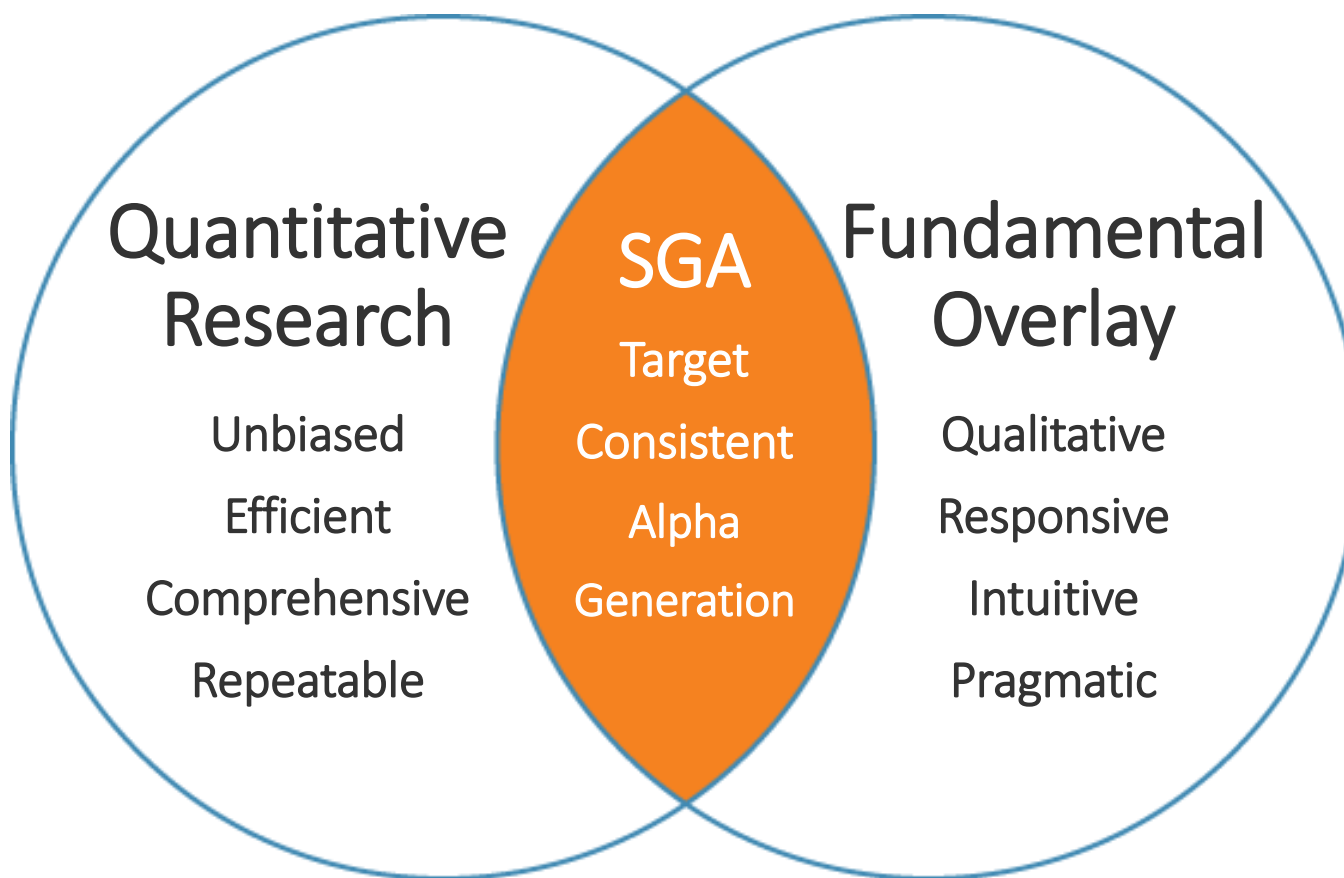 Quantitative
Research
Unbiased
Efficient
Comprehensive
Repeatable
SGA
Target
Consistent
Alpha
Generation
Fundamental
Overlay
Qualitative
Responsive
Intuitive
Pragmatic